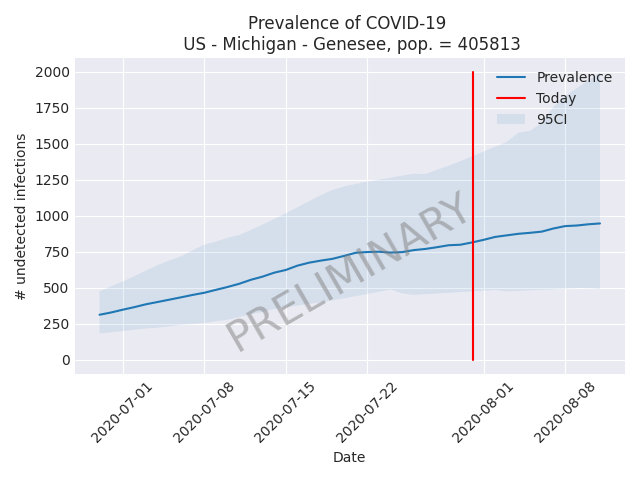 Prevalence of COVID-19
US - Michigan - Genesee, pop. = 405813
# undetected infections
2000
1750
1500
1250
1000
750
500
250
0
Prevalence
Today
95CI
PRELIMINARY
2020-07-01
2020-07-08
2020-07-15
2020-07-22
2020-08-01
2020-08-08
Date